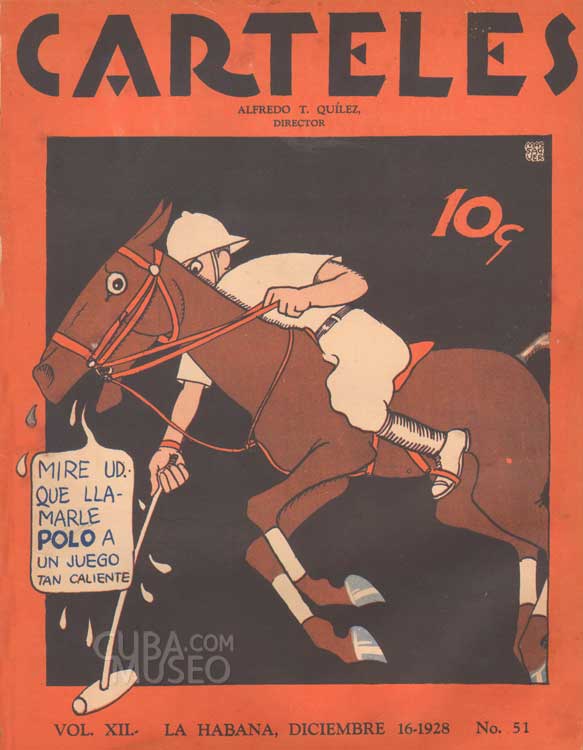 CARTELES
ALFREDO T. QUÍLEZ,
DIRECTOR
10¢
MIRE UD.
QUE LLA-
MARLE
POLO A
UN JUEGO
TAN CALIENTE
CUBA.COM
MUSEO
VOL. XII.- LA HABANA, DICIEMBRE 16-1928 No. 51